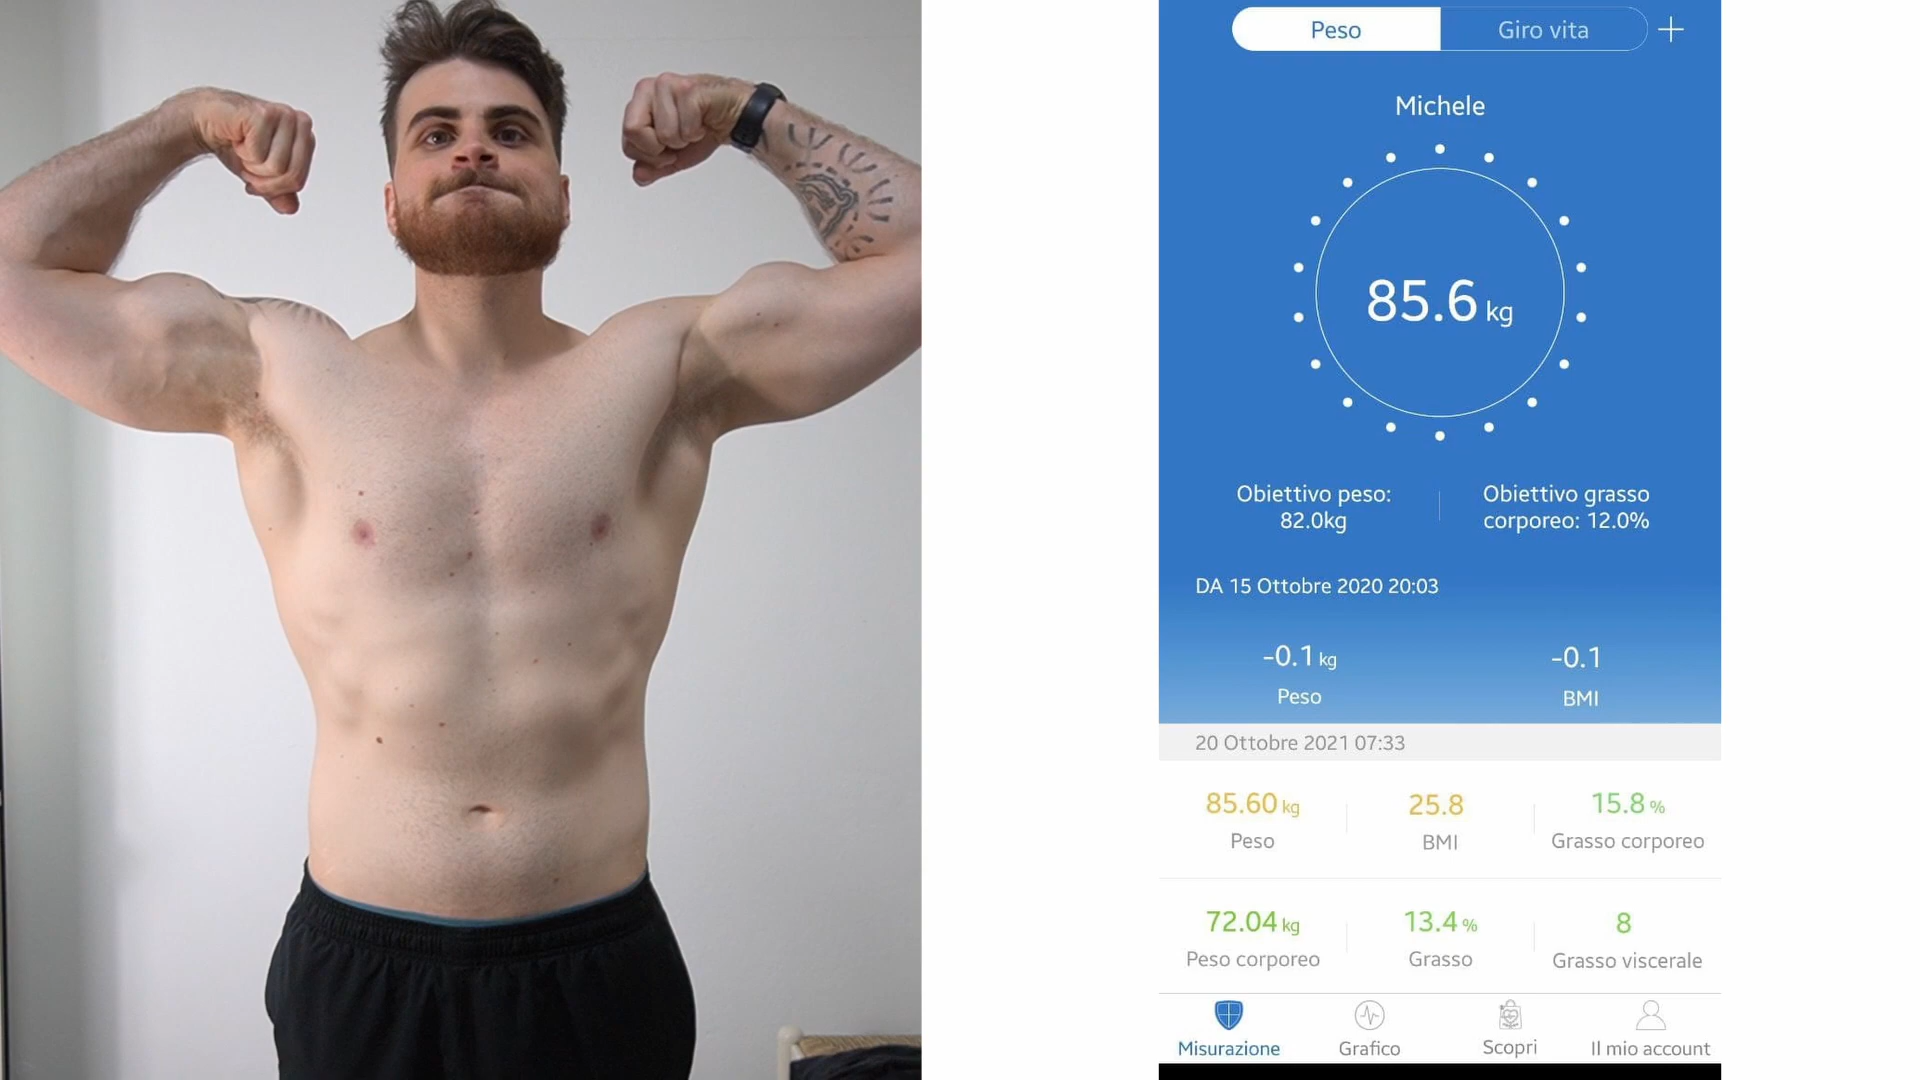 Peso
Giro vita
Michele
85.6 kg
Obiettivo peso:
82.0kg
Obiettivo grasso
corporeo: 12.0%
DA 15 Ottobre 2020 20:03
-0.1 kg
Peso
-0.1
BMI
20 Ottobre 2021 07:33
85.60 kg
Peso
25.8
BMI
15.8 %
Grasso corporeo
72.04 kg
Peso corporeo
13.4 %
Grasso
8
Grasso viscerale
Misurazione
Grafico
Scopri
Il mio account